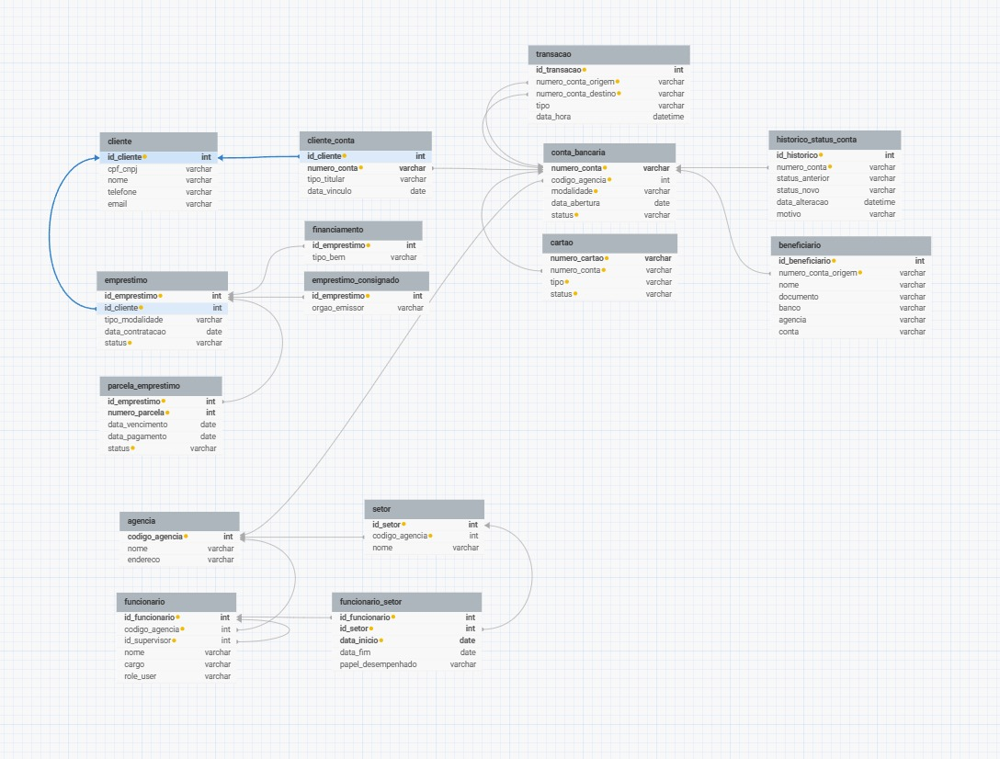 transacao
id_transacao int
numero_conta_origem varchar
numero_conta_destino varchar
tipo varchar
data_hora datetime
cliente
id_cliente int
cpf_cnpj varchar
nome varchar
telefone varchar
email varchar
cliente_conta
id_cliente int
numero_conta varchar
tipo_titular varchar
data_vinculo date
conta_bancaria
numero_conta varchar
codigo_agencia int
modalidade varchar
data_abertura date
status varchar
historico_status_conta
id_historico int
numero_conta varchar
status_anterior varchar
status_novo varchar
data_alteracao datetime
motivo varchar
financiamento
id_emprestimo int
tipo_bem varchar
cartao
numero_cartao varchar
numero_conta varchar
tipo varchar
status varchar
beneficiario
id_beneficiario int
numero_conta_origem varchar
nome varchar
documento varchar
banco varchar
agencia varchar
conta varchar
emprestimo
id_emprestimo int
id_cliente int
tipo_modalidade varchar
data_contratacao date
status varchar
emprestimo_consignado
id_emprestimo int
orgao_emissor varchar
parcela_emprestimo
id_emprestimo int
numero_parcela int
data_vencimento date
data_pagamento date
status varchar
agencia
codigo_agencia int
nome varchar
endereco varchar
setor
id_setor int
codigo_agencia int
nome varchar
funcionario
id_funcionario int
codigo_agencia int
id_supervisor int
nome varchar
cargo varchar
role_user varchar
funcionario_setor
id_funcionario int
id_setor int
data_inicio date
data_fim date
papel_desempenhado varchar